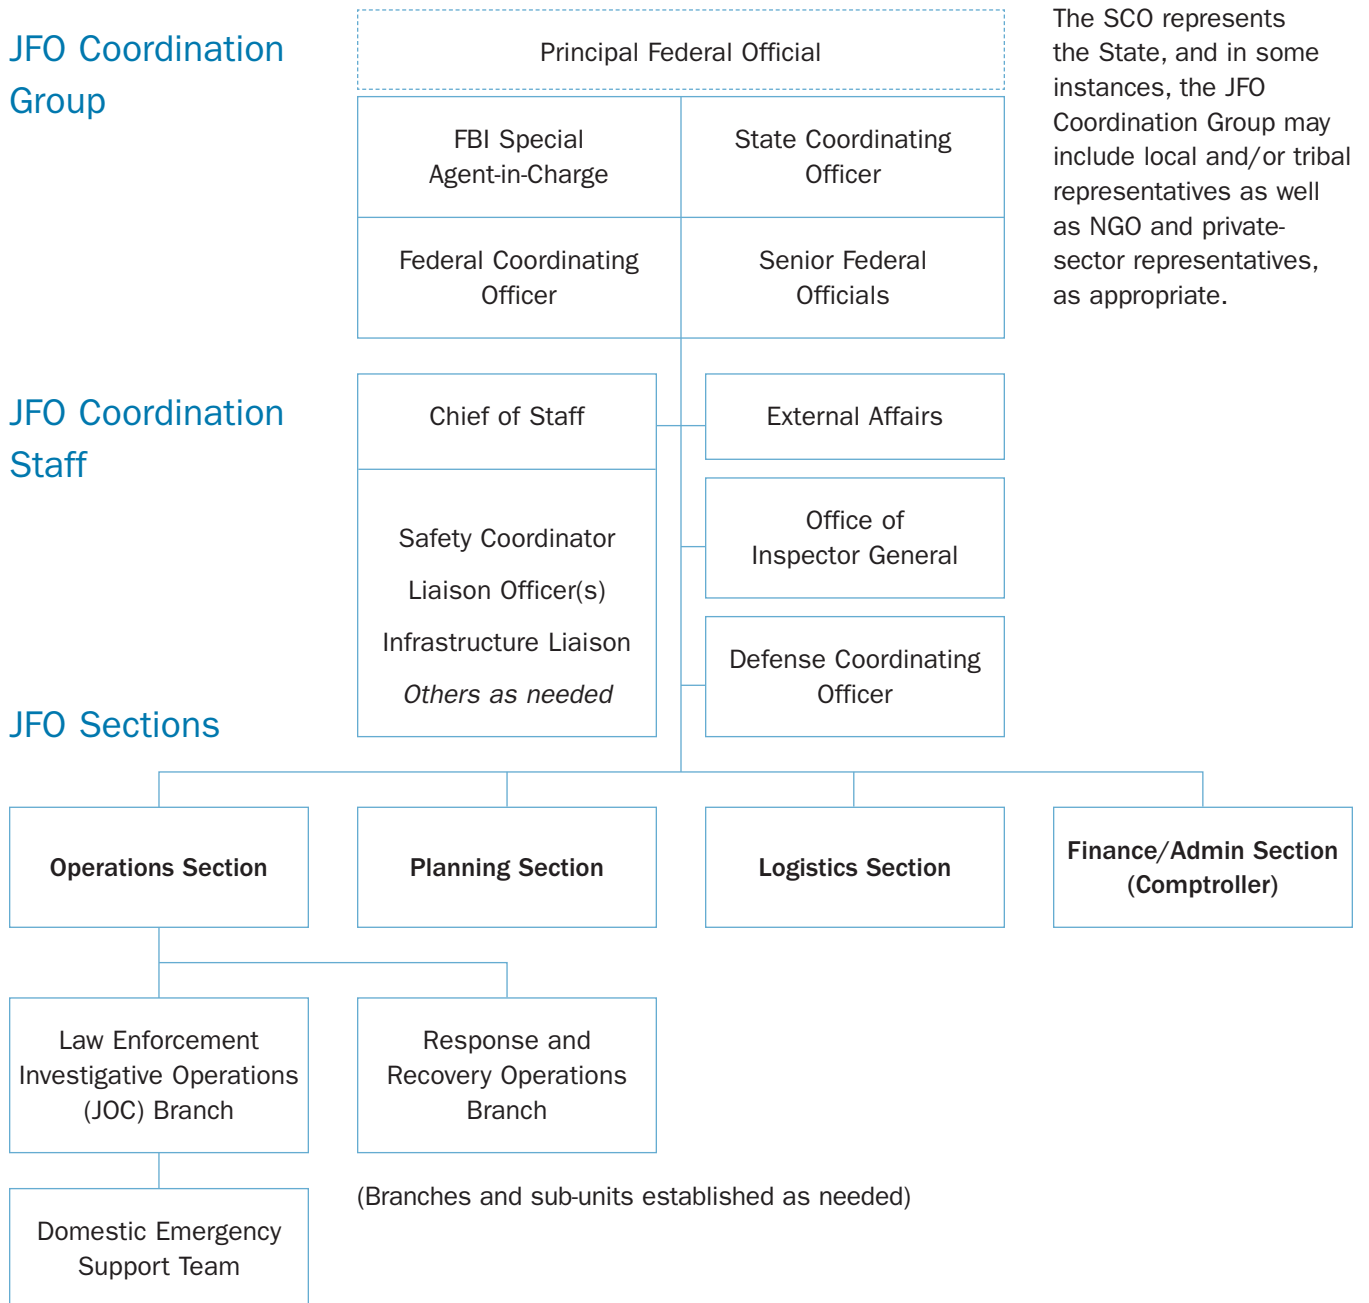 JFO Coordination
Group
Principal Federal Official
FBI Special
Agent-in-Charge
State Coordinating
Officer
Federal Coordinating
Officer
Senior Federal
Officials
The SCO represents
the State, and in some
instances, the JFO
Coordination Group may
include local and/or tribal
representatives as well
as NGO and private-
sector representatives,
as appropriate.
JFO Coordination
Staff
Chief of Staff
Safety Coordinator
Liaison Officer(s)
Infrastructure Liaison
Others as needed
External Affairs
Office of
Inspector General
Defense Coordinating
Officer
JFO Sections
Operations Section
Planning Section
Logistics Section
Finance/Admin Section
(Comptroller)
Law Enforcement
Investigative Operations
(JOC) Branch
Response and
Recovery Operations
Branch
(Branches and sub-units established as needed)
Domestic Emergency
Support Team